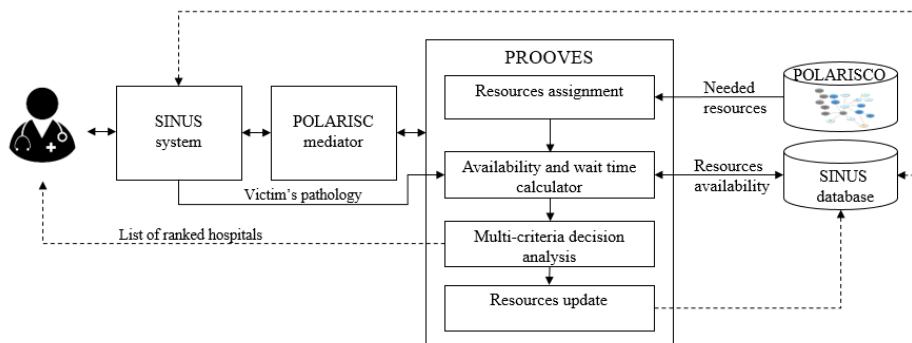 PROOVES
Resources assignment
Needed
resources
POLARISCO
SINUS
system
POLARISC
mediator
Availability and wait time
calculator
Resources
availability
SINUS
database
Victim's pathology
List of ranked hospitals
Multi-criteria decision
analysis
Resources update